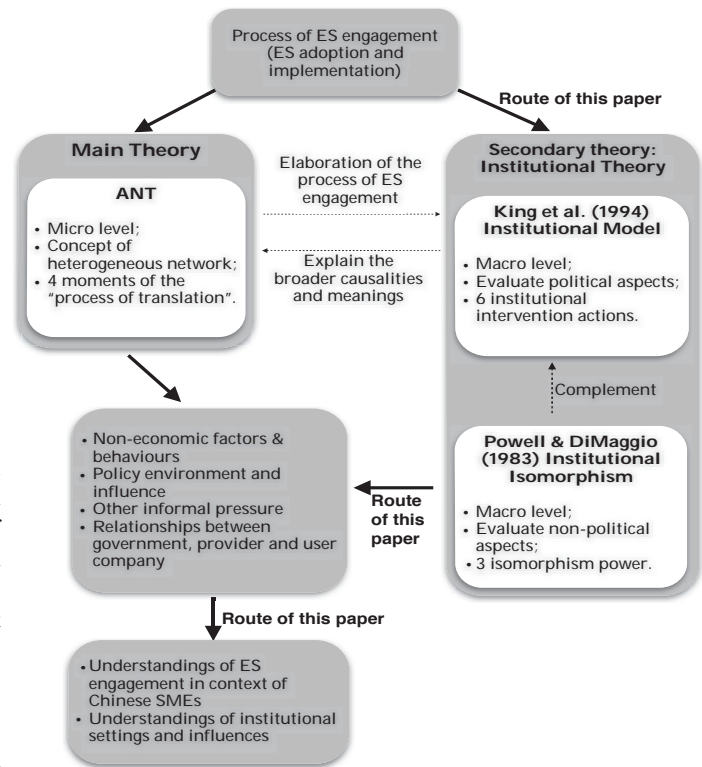 Process of ES engagement
(ES adoption and
implementation)
Route of this paper
Main Theory
ANT
• Micro level;
• Concept of
heterogeneous network;
• 4 moments of the
“process of translation”.
Elaboration of the
process of ES
engagement
Explain the
broader causalities
and meanings
Secondary theory:
Institutional Theory
King et al. (1994)
Institutional Model
• Macro level;
• Evaluate political aspects;
• 6 institutional
intervention actions.
Complement
Powell & DiMaggio
(1983) Institutional
Isomorphism
• Macro level;
• Evaluate non-political
aspects;
• 3 isomorphism power.
Route
of this
paper
• Non-economic factors &
behaviours
• Policy environment and
influence
• Other informal pressure
• Relationships between
government, provider and user
company
Route of this paper
• Understandings of ES
engagement in context of
Chinese SMEs
• Understandings of institutional
settings and influences